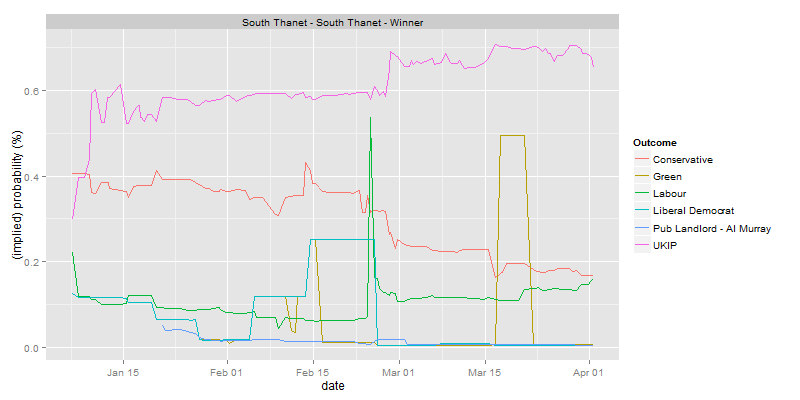 South Thanet - South Thanet - Winner
(implied) probability (%)
0.6
0.4
0.2
0.0
Jan 15
Feb 01
Feb 15
Mar 01
Mar 15
Apr 01
date
Outcome
Conservative
Green
Labour
Liberal Democrat
Pub Landlord - Al Murray
UKIP